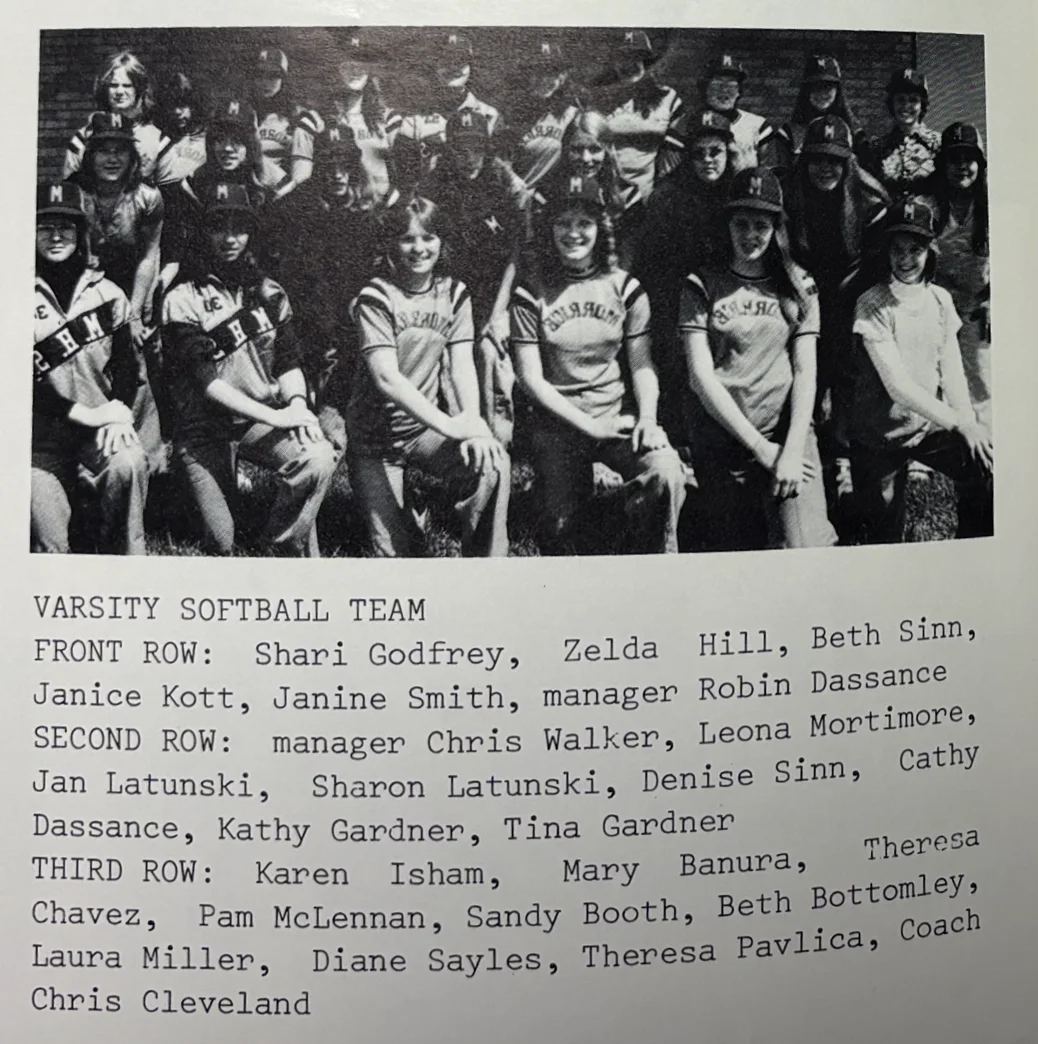 VARSITY SOFTBALL TEAM
FRONT ROW: Shari Godfrey, Zelda Hill, Beth Sinn,
Janice Kott, Janine Smith, manager Robin Dassance
SECOND ROW: manager Chris Walker, Leona Mortimore,
Jan Latunski, Sharon Latunski, Denise Sinn, Cathy
Dassance, Kathy Gardner, Tina Gardner
THIRD ROW: Karen Isham, Mary Banura, Theresa
Chavez, Pam McLennan, Sandy Booth, Beth Bottomley,
Laura Miller, Diane Sayles, Theresa Pavlica, Coach
Chris Cleveland